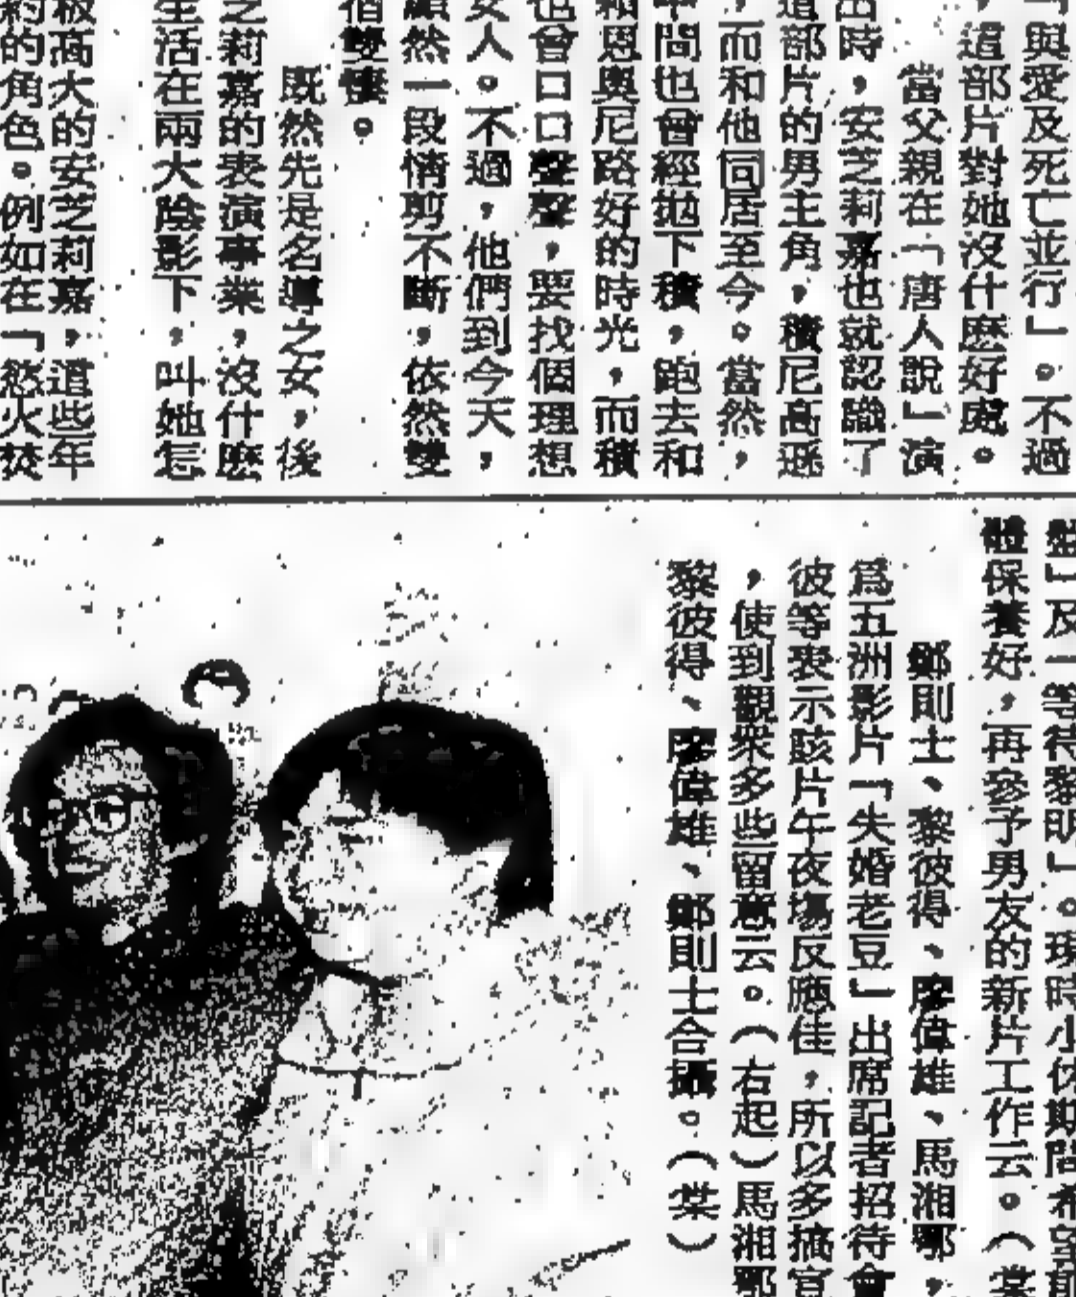 「與愛及死亡並行」。不過
，這部片對她沒什麼好處。
當父親在「唐人說」演
出時，安芝莉嘉也就認識了
這部片的男主角，積尼高遜
，而和他同居至今。當然，
中間也曾經拋下積，跑去和
和恩奧尼路好的時光，而積
也曾口口聲聲，要找個理想
女人。不過，他們到今天，
顯然一段情剪不斷，依然雙
宿雙棲。
既然先是名導之女，後
之莉嘉的表演事業，沒什麼
生活在兩大陰影下，叫她怎
高大的安芝莉嘉，這些年
的角色。例如在「慾火焚
」及「等待黎明」。現時小休期間希望
體保養好，再參予男友的新片工作云。（棠
鄭則士、黎彼得、廖偉雄、馬湘鄂，
爲五洲影片「失婚老豆」出席記者招待會
彼等表示該片午夜場反應佳，所以多搞宣
，使到觀衆多些留意云。（右起）馬湘鄂
黎彼得、廖偉雄、鄭則士合攝。（棠）